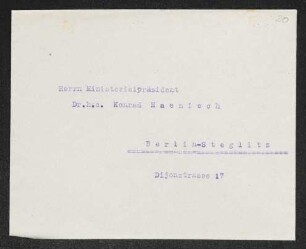 Herrn Ministerialpräsident
Dr.h.c. Konrad Haenisch
Berlin-Steglitz
Dijonstrasse 17